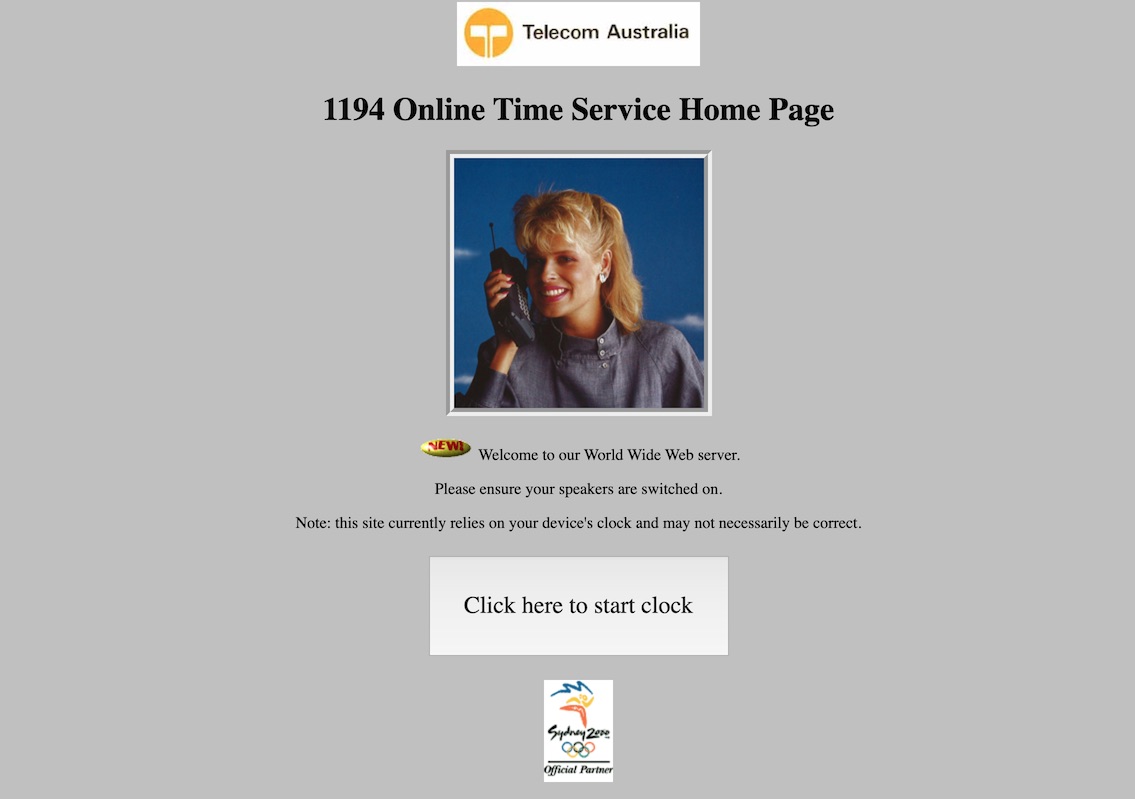 Telecom Australia
1194 Online Time Service Home Page
NEW! Welcome to our World Wide Web server.
Please ensure your speakers are switched on.
Note: this site currently relies on your device's clock and may not necessarily be correct.
Click here to start clock
Sydney 2000
Official Partner